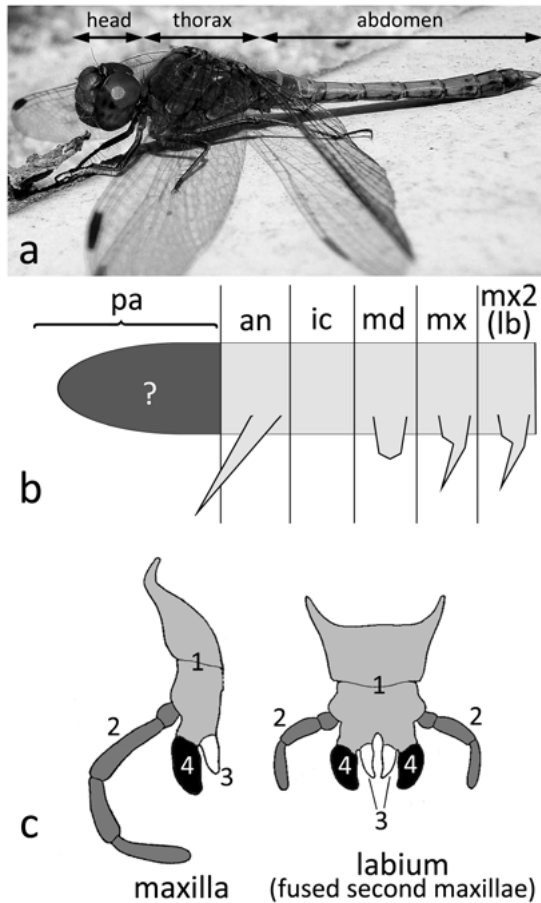 head thorax abdomen
a
pa an ic md mx mx2
(lb)
?
b
1
2
3
4
1
2 2
4 4
3
c
maxilla
labium
(fused second maxillae)